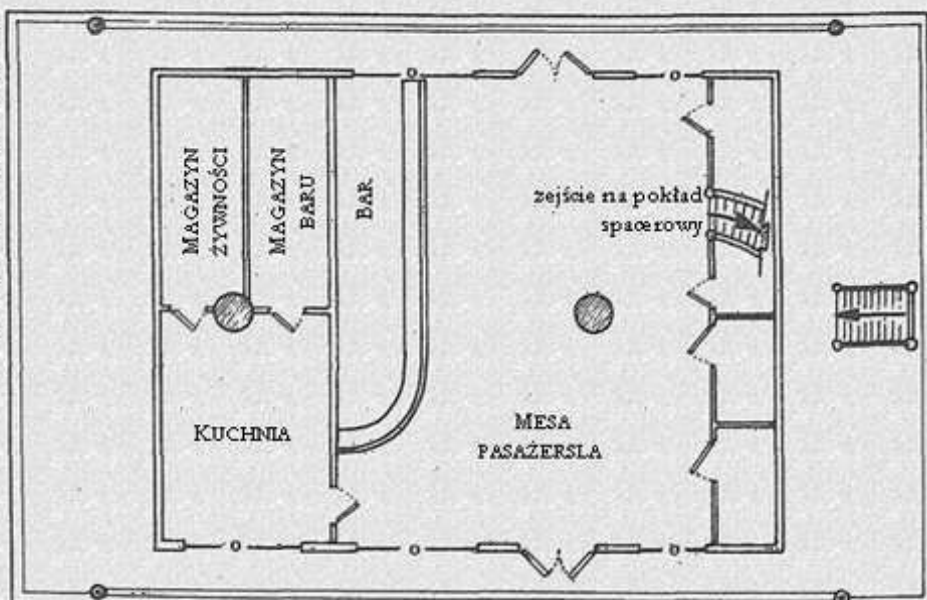 MAGAZYN
ŻYWNOŚCI
MAGAZYN
BARU
BAR
zejście na pokład
spacerowy
KUCHNIA
MESA
PASAŻERSLA